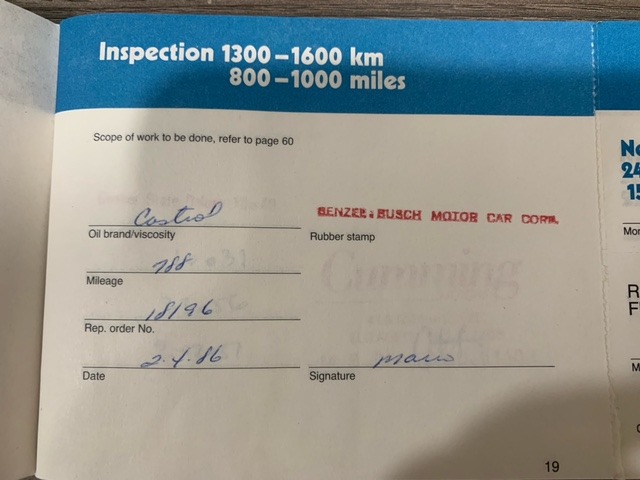 Inspection 1300–1600 km
800–1000 miles
Scope of work to be done, refer to page 60
Castrol
Oil brand/viscosity
BENZEL-BUSCH MOTOR CAR CORP.
Rubber stamp
788
Mileage
18196
Rep. order No.
2.4.86
Date
Mario
Signature
19
Cumming